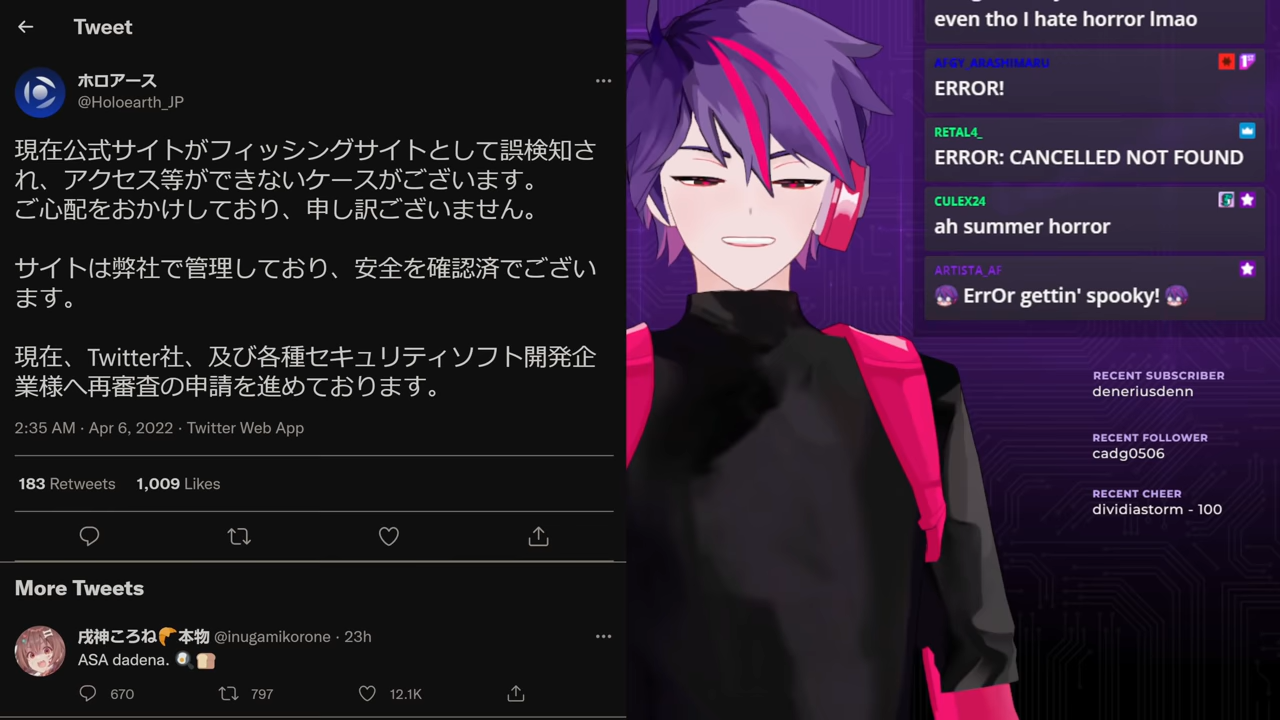 Tweet
ホロアース
@Holoearth_JP
現在公式サイトがフィッシングサイトとして誤検知さ
れ、アクセス等ができないケースがございます。
ご心配をおかけしており、申し訳ございません。
サイトは弊社で管理しており、安全を確認済でござい
ます。
現在、Twitter社、及び各種セキュリティソフト開発企
業様へ再審査の申請を進めております。
2:35 AM · Apr 6, 2022 · Twitter Web App
183 Retweets 1,009 Likes
More Tweets
戌神ころね🥐本物 @inugamikorone · 23h
ASA dadena. 🍳🍞
670 797 12.1K
even tho I hate horror lmao
AFGY_ARASHIMARU
ERROR!
RETAL4_
ERROR: CANCELLED NOT FOUND
CULEX24
ah summer horror
ARTISTA_AF
ErrOr gettin' spooky!
RECENT SUBSCRIBER
deneriusdenn
RECENT FOLLOWER
cadg0506
RECENT CHEER
dividiastorm - 100